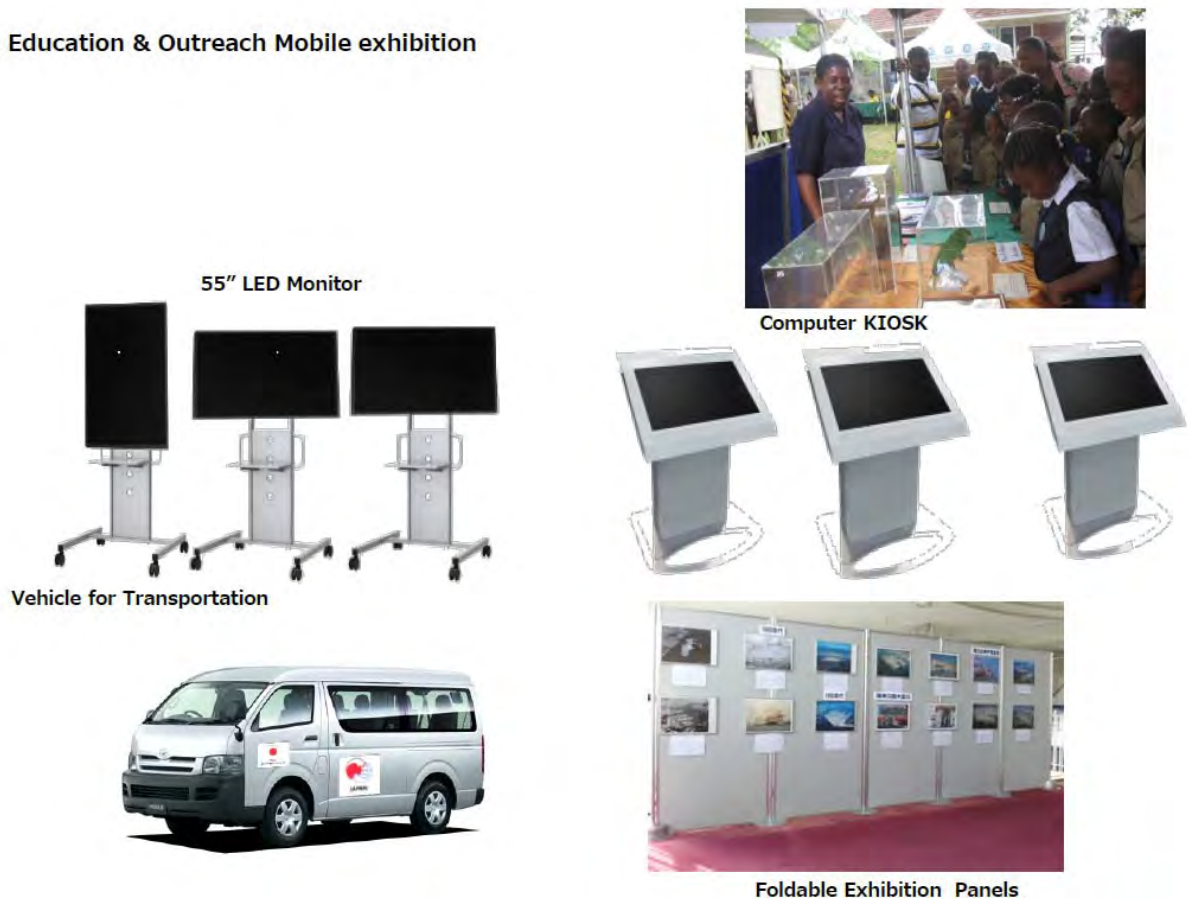 Education & Outreach Mobile exhibition
55” LED Monitor
Computer KIOSK
Vehicle for Transportation
JAPAN
Foldable Exhibition Panels